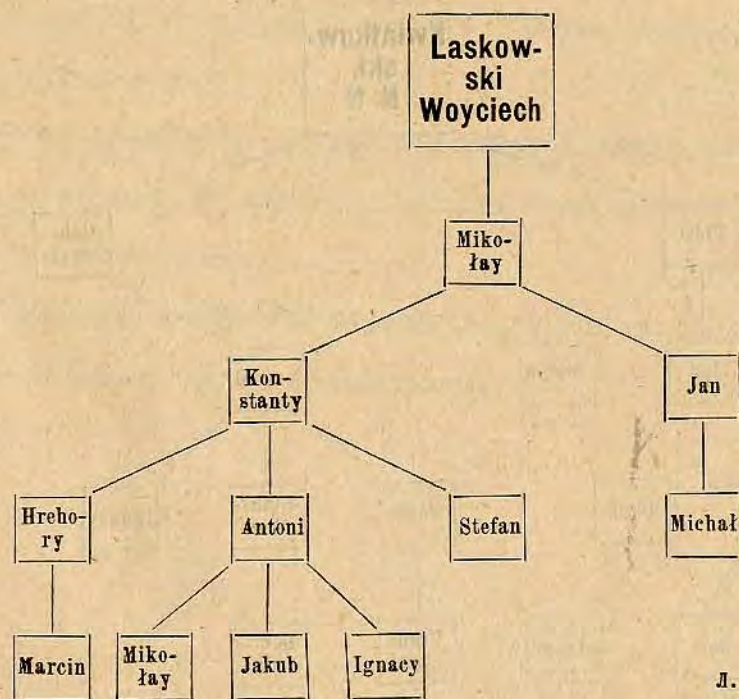 Laskow-
ski
Woyciech
Miko-
łay
Kon-
stanty
Jan
Hreho-
ry
Antoni
Stefan
Michał
Marcin
Miko-
łay
Jakub
Ignacy
Л.